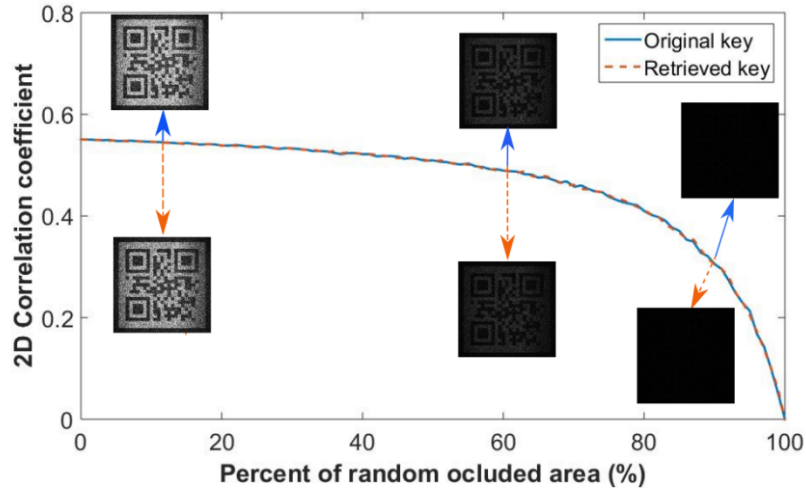 0.8
0.6
0.4
0.2
0
2D Correlation coefficient
Original key
Retrieved key
0 20 40 60 80 100
Percent of random ocluded area (%)